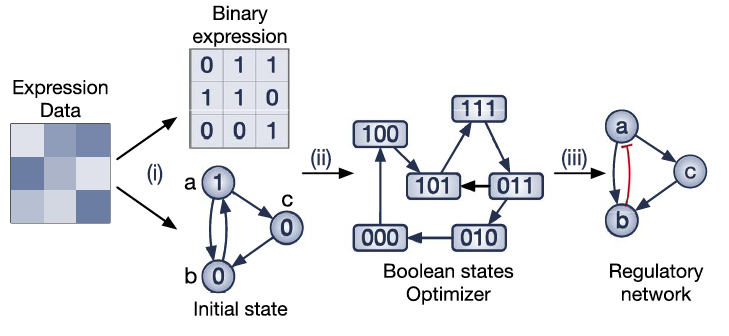 Binary
expression
0 1 1
1 1 0
0 0 1
Expression
Data
(i)
(ii)
(iii)
a
1
c
0
b
0
Initial state
111
100
101
011
000
010
Boolean states
Optimizer
a
c
b
Regulatory
network